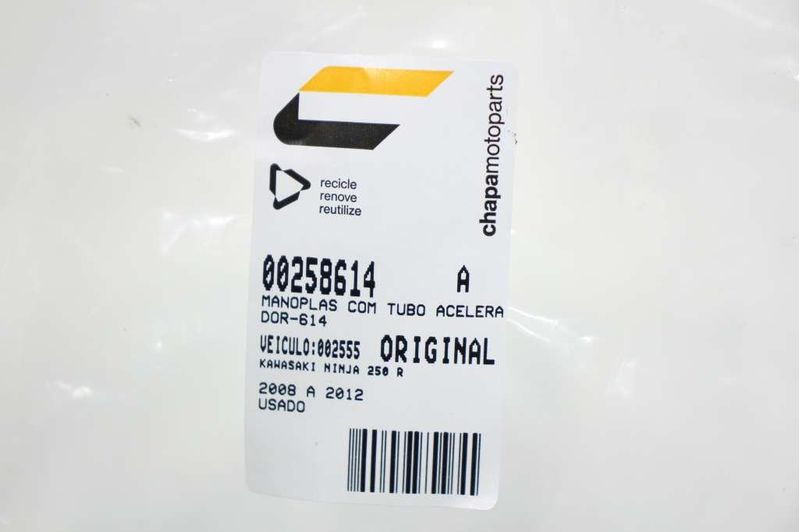 chapamotoparts
recicle
renove
reutilize
00258614 A
MANOPLAS COM TUBO ACELERA
DOR-614
VEICULO:002555 ORIGINAL
KAWASAKI NINJA 250 R
2008 A 2012
USADO